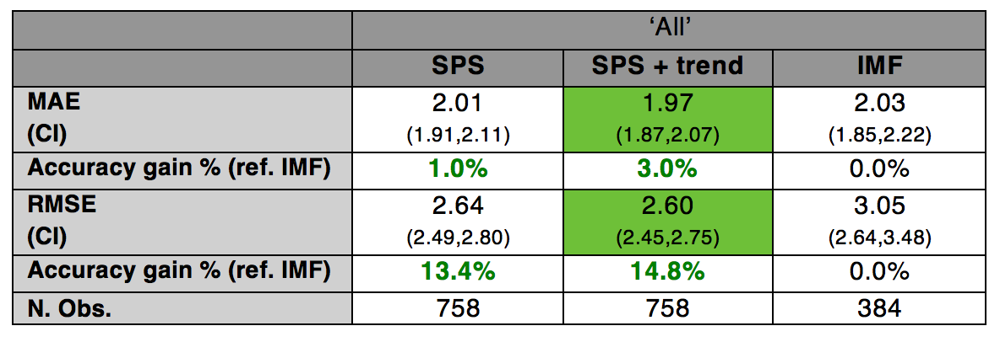 ‘All’
SPS SPS + trend IMF
MAE 2.01 1.97 2.03
(CI) (1.91,2.11) (1.87,2.07) (1.85,2.22)
Accuracy gain % (ref. IMF) 1.0% 3.0% 0.0%
RMSE 2.64 2.60 3.05
(CI) (2.49,2.80) (2.45,2.75) (2.64,3.48)
Accuracy gain % (ref. IMF) 13.4% 14.8% 0.0%
N. Obs. 758 758 384